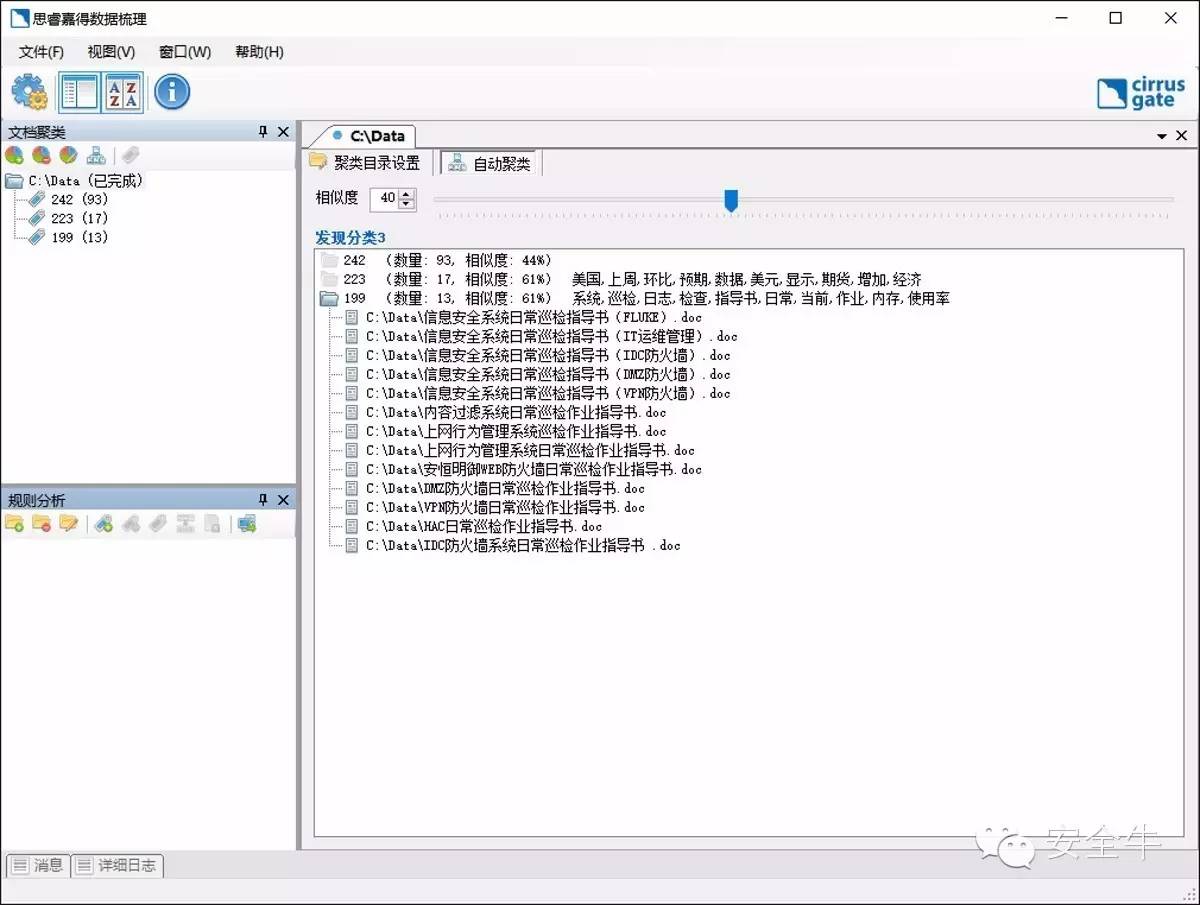 思睿嘉得数据梳理
文件(F) 视图(V) 窗口(W) 帮助(H)
A Z
Z A
cirrus
gate
文档聚类
C:\Data (已完成)
242 (93)
223 (17)
199 (13)
规则分析
C:\Data
聚类目录设置 自动聚类
相似度 40
发现分类3
242 (数量: 93, 相似度: 44%)
223 (数量: 17, 相似度: 61%) 美国,上周,环比,预期,数据,美元,显示,期货,增加,经济
199 (数量: 13, 相似度: 61%) 系统,巡检,日志,检查,指导书,日常,当前,作业,内存,使用率
C:\Data\信息安全系统日常巡检指导书（FLUKE）.doc
C:\Data\信息安全系统日常巡检指导书（IT运维管理）.doc
C:\Data\信息安全系统日常巡检指导书（IDC防火墙）.doc
C:\Data\信息安全系统日常巡检指导书（DMZ防火墙）.doc
C:\Data\信息安全系统日常巡检指导书（VPN防火墙）.doc
C:\Data\内容过滤系统日常巡检作业指导书.doc
C:\Data\上网行为管理系统巡检作业指导书.doc
C:\Data\上网行为管理系统日常巡检作业指导书.doc
C:\Data\安恒明御WEB防火墙日常巡检作业指导书.doc
C:\Data\DMZ防火墙日常巡检作业指导书.doc
C:\Data\VPN防火墙日常巡检作业指导书.doc
C:\Data\HAC日常巡检作业指导书.doc
C:\Data\IDC防火墙系统日常巡检作业指导书 .doc
安全牛
消息 详细日志